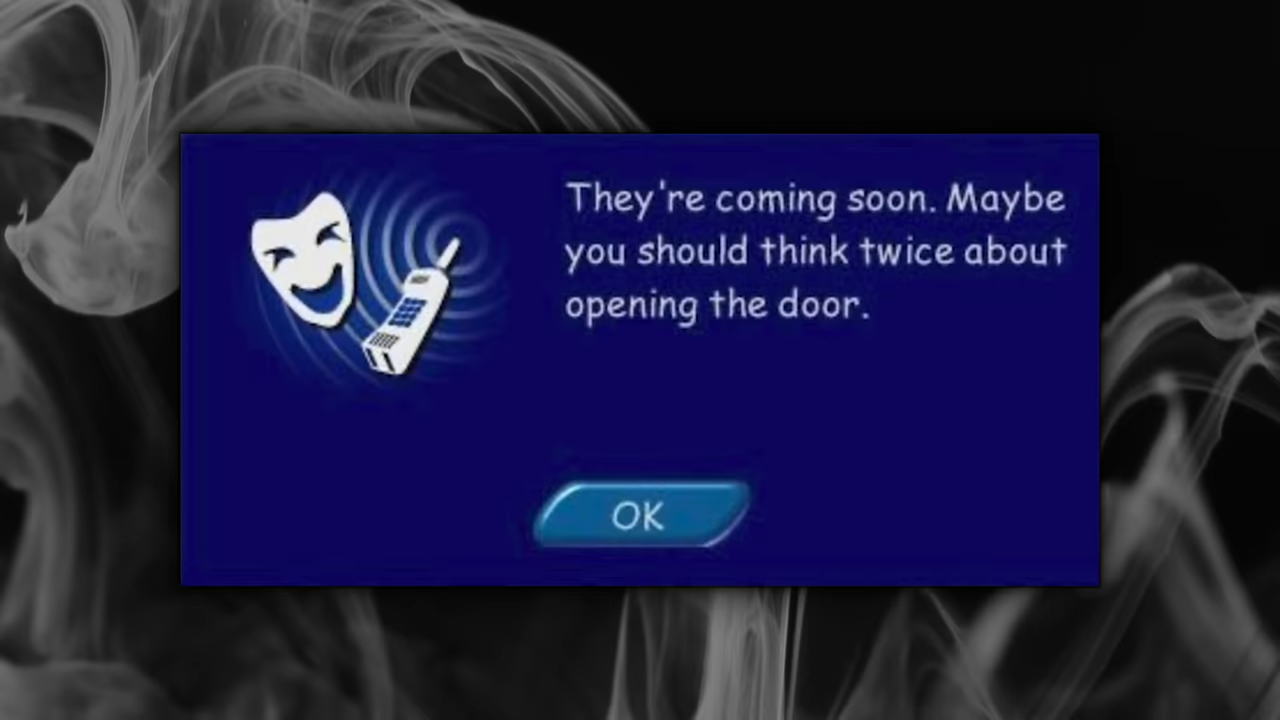 They're coming soon. Maybe
you should think twice about
opening the door.
OK